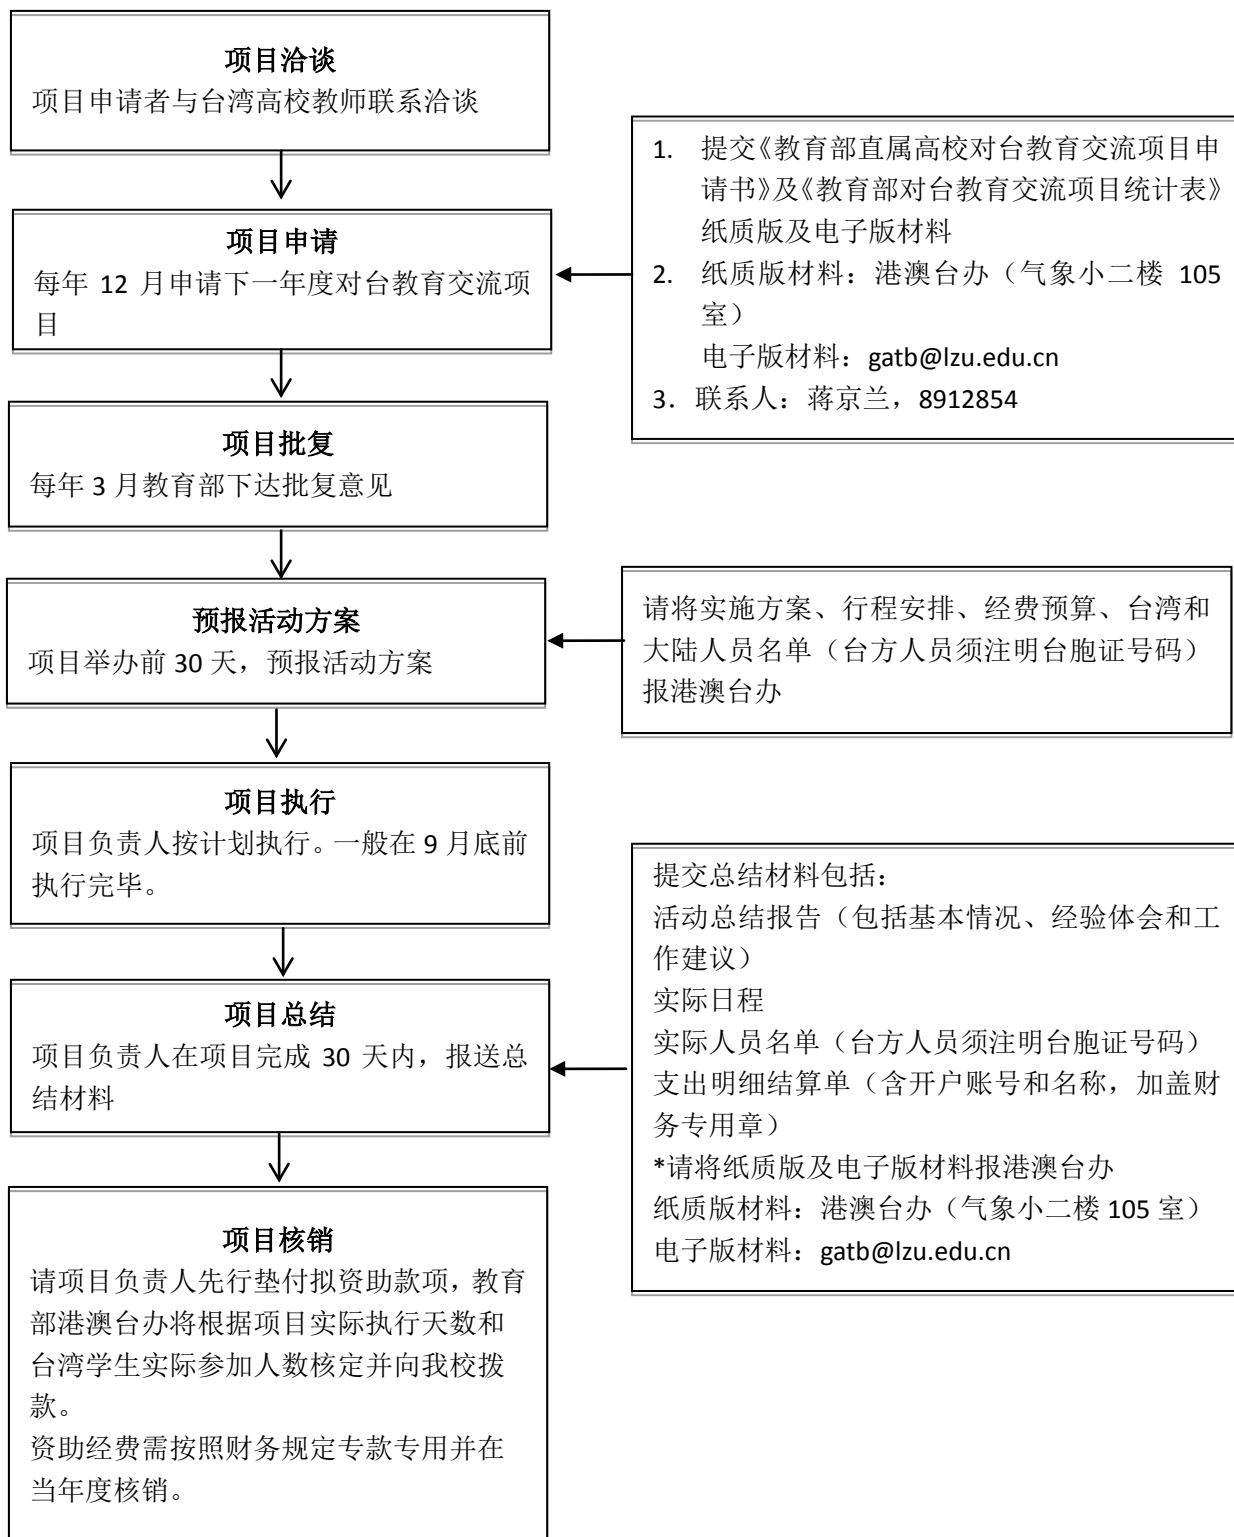 项目洽谈
项目申请者与台湾高校教师联系洽谈
项目申请
每年 12 月申请下一年度对台教育交流项
目
1. 提交《教育部直属高校对台教育交流项目申
请书》及《教育部对台教育交流项目统计表》
纸质版及电子版材料
2. 纸质版材料：港澳台办（气象小二楼 105
室）
电子版材料：gatb@lzu.edu.cn
3. 联系人：蒋京兰，8912854
项目批复
每年 3 月教育部下达批复意见
预报活动方案
项目举办前 30 天，预报活动方案
请将实施方案、行程安排、经费预算、台湾和
大陆人员名单（台方人员须注明台胞证号码）
报港澳台办
项目执行
项目负责人按计划执行。一般在 9 月底前
执行完毕。
项目总结
项目负责人在项目完成 30 天内，报送总
结材料
提交总结材料包括：
活动总结报告（包括基本情况、经验体会和工
作建议）
实际日程
实际人员名单（台方人员须注明台胞证号码）
支出明细结算单（含开户账号和名称，加盖财
务专用章）
*请将纸质版及电子版材料报港澳台办
纸质版材料：港澳台办（气象小二楼 105 室）
电子版材料：gatb@lzu.edu.cn
项目核销
请项目负责人先行垫付拟资助款项，教育
部港澳台办将根据项目实际执行天数和
台湾学生实际参加人数核定并向我校拨
款。
资助经费需按照财务规定专款专用并在
当年度核销。